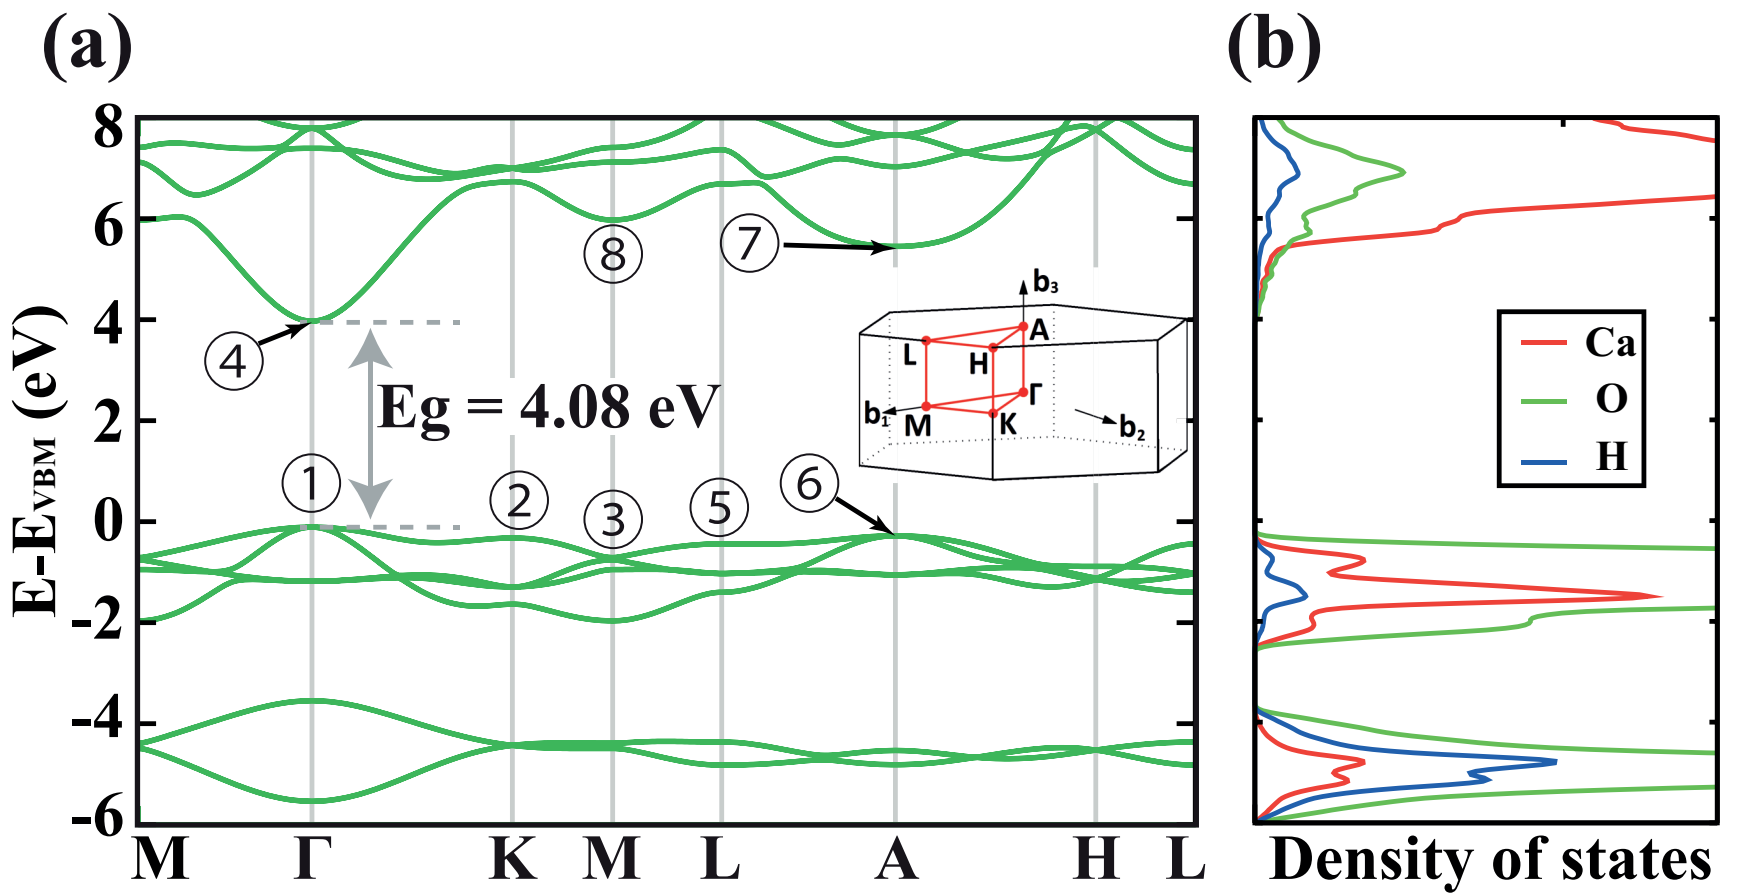 (a)
(b)
E-EVBM (eV)
8
6
4
2
0
-2
-4
-6
M Γ K M L A H L
1
2
3
4
5
6
7
8
Eg = 4.08 eV
b3
A
L
H
Γ
b1
M
K
b2
Ca
O
H
Density of states